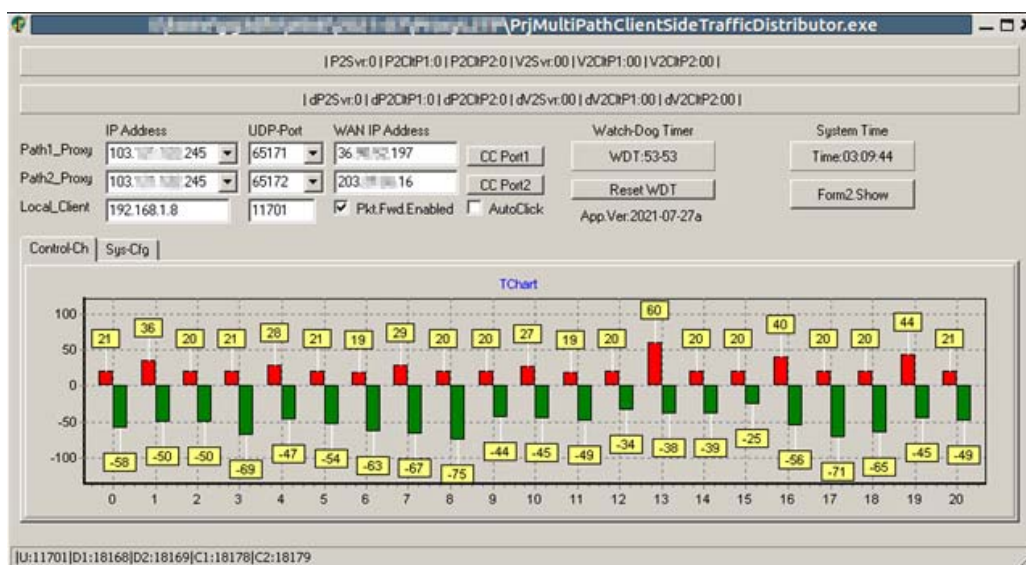 \PrjMultiPathClientSideTrafficDistributor.exe
|P2Svr:0|P2CltP1:0|P2CltP2:0|V2Svr:00|V2CltP1:00|V2CltP2:00|
|dP2Svr:0|dP2CltP1:0|dP2CltP2:0|dV2Svr:00|dV2CltP1:00|dV2CltP2:00|
IP Address UDP-Port WAN IP Address Watch-Dog Timer System Time
Path1_Proxy 103. .245 65171 36. .197 CC Port1 WDT:53-53 Time:03:09:44
Path2_Proxy 103. .245 65172 203. .16 CC Port2 Reset WDT Form2.Show
Local_Client 192.168.1.8 11701 Pkt.Fwd.Enabled AutoClick App.Ver:2021-07-27a
Control-Ch Sys-Cfg
TChart
100
60
21 36 20 21 28 21 19 29 20 20 27 19 20 20 20 40 20 20 44 21
50
0
-50
-100
-58 -50 -50 -69 -47 -54 -63 -67 -75 -44 -45 -49 -34 -38 -39 -25 -56 -71 -65 -45 -49
0 1 2 3 4 5 6 7 8 9 10 11 12 13 14 15 16 17 18 19 20
|U:11701|D1:18168|D2:18169|C1:18178|C2:18179